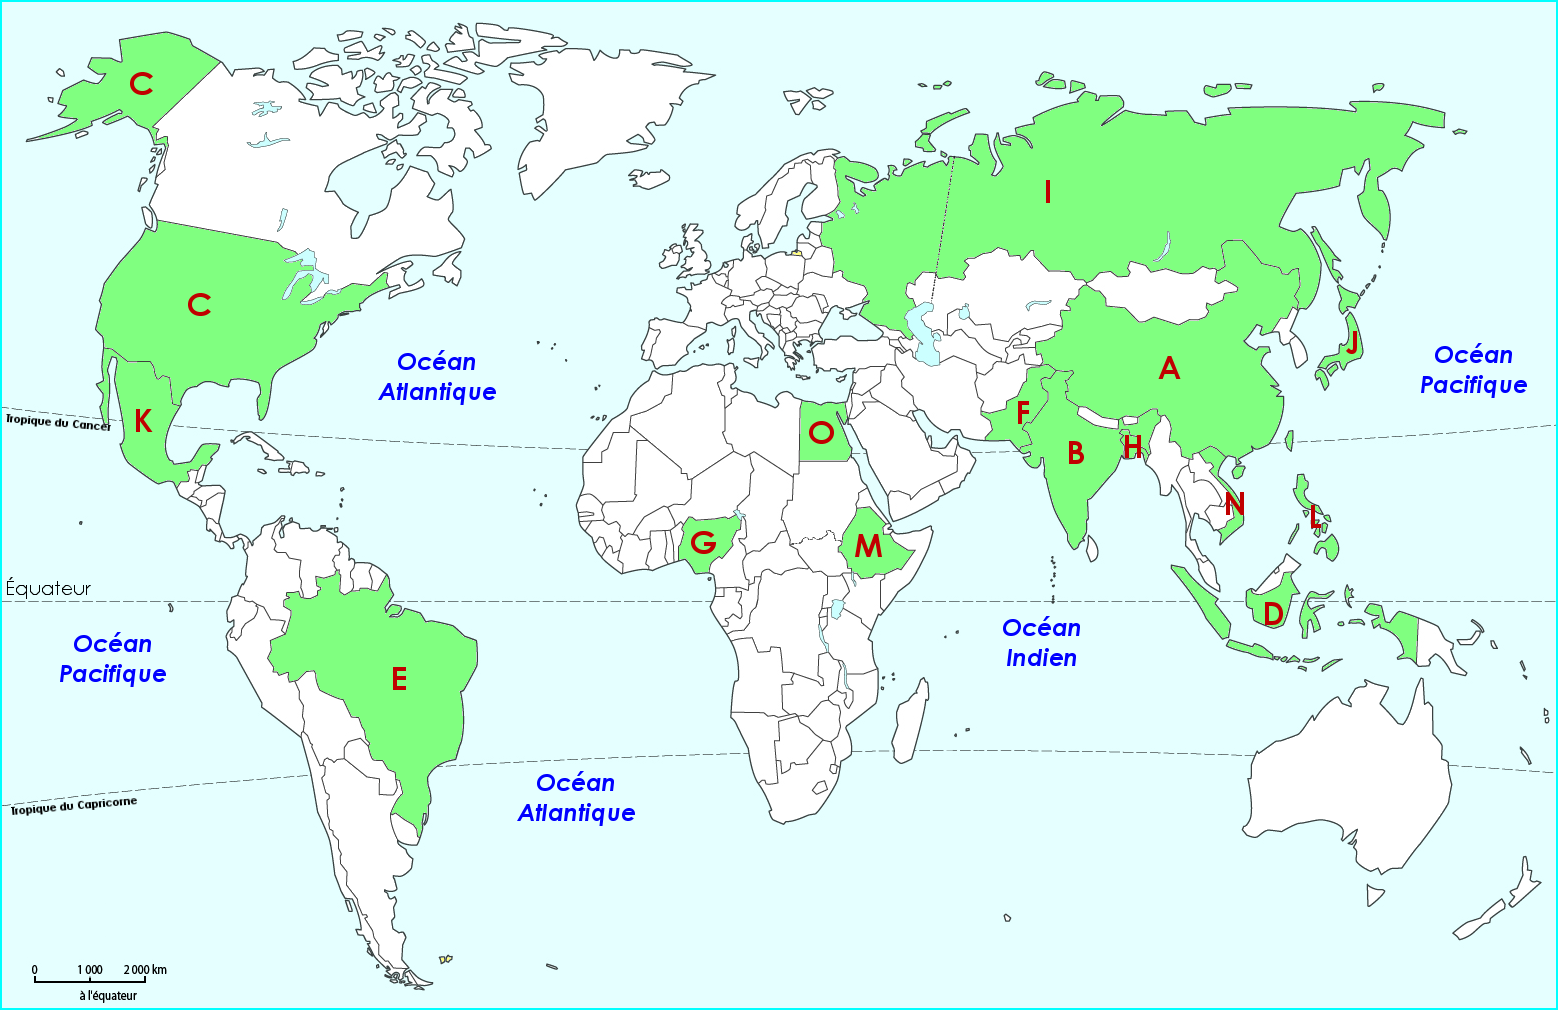 C
I
C
J
Océan
Atlantique
Océan
Pacifique
A
Tropique du Cancer
K
F
O
B
H
N
L
G
M
Équateur
D
Océan
Pacifique
Océan
Indien
E
Océan
Atlantique
Tropique du Capricorne
0 1 000 2 000 km
à l'équateur